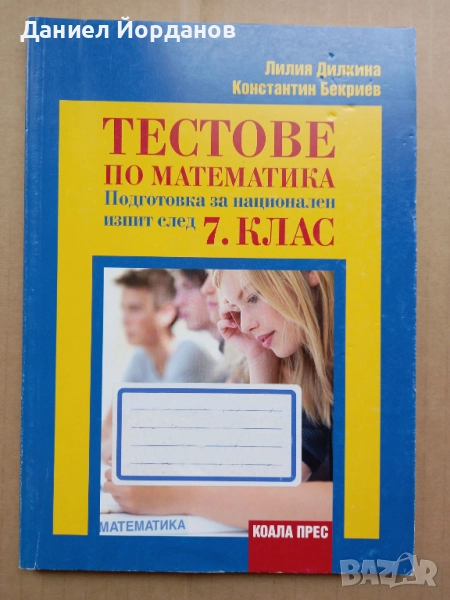 Даниел Йорданов
Лилия Дилкина
Константин Бекриев
ТЕСТОВЕ
ПО МАТЕМАТИКА
Подготовка за национален
изпит след 7. КЛАС
МАТЕМАТИКА
КОАЛА ПРЕС
BAZAR